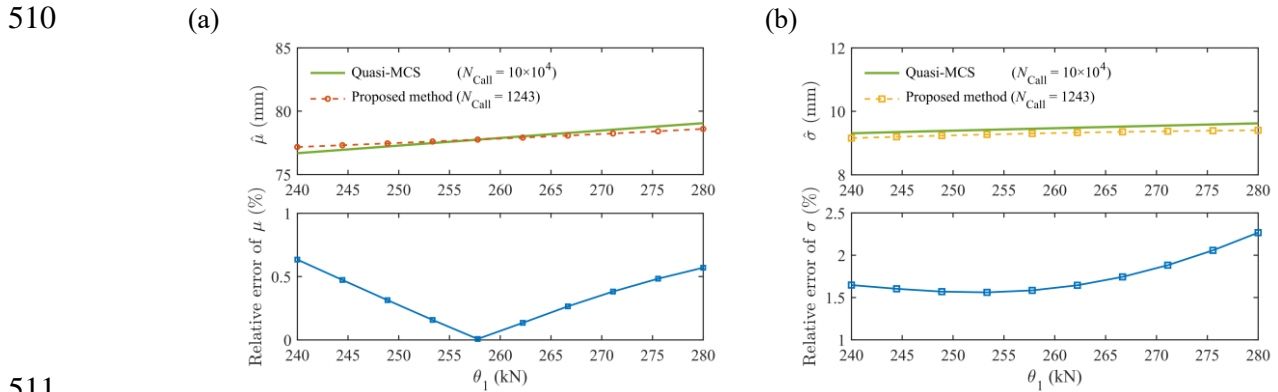 510
(a)
85
80
75
μ̂ (mm)
Quasi-MCS (N_Call = 10×10^4)
Proposed method (N_Call = 1243)
240 245 250 255 260 265 270 275 280
1
0.5
0
Relative error of μ (%)
240 245 250 255 260 265 270 275 280
θ_1 (kN)
(b)
12
10
8
σ̂ (mm)
Quasi-MCS (N_Call = 10×10^4)
Proposed method (N_Call = 1243)
240 245 250 255 260 265 270 275 280
2.5
2
1.5
1
Relative error of σ (%)
240 245 250 255 260 265 270 275 280
θ_1 (kN)
511